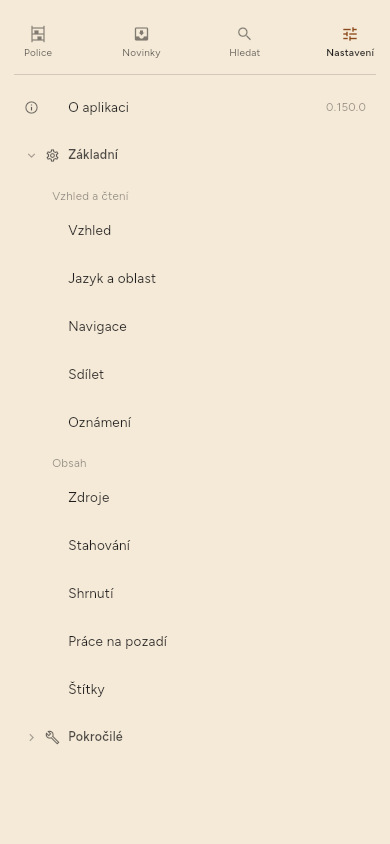 Police
Novinky
Hledat
Nastavení
O aplikaci
0.150.0
Základní
Vzhled a čtení
Vzhled
Jazyk a oblast
Navigace
Sdílet
Oznámení
Obsah
Zdroje
Stahování
Shrnutí
Práce na pozadí
Štítky
Pokročilé